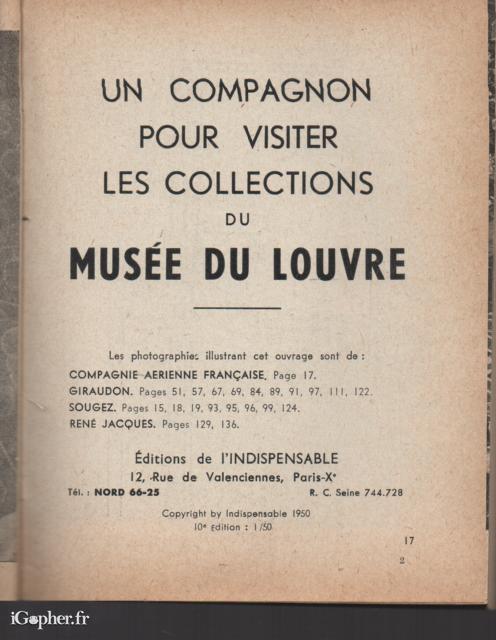 UN COMPAGNON
POUR VISITER
LES COLLECTIONS
DU
MUSÉE DU LOUVRE
Les photographies illustrant cet ouvrage sont de :
COMPAGNIE AERIENNE FRANÇAISE, Page 17.
GIRAUDON. Pages 51, 57, 67, 69, 84, 89, 91, 97, 111, 122.
SOUGEZ. Pages 15, 18, 19, 93, 95, 96, 99, 124.
RENÉ JACQUES. Pages 129, 136.
Éditions de l'INDISPENSABLE
12, Rue de Valenciennes, Paris-Xᵉ
Tél. : NORD 66-25 R. C. Seine 744.728
Copyright by Indispensable 1950
10ᵉ Edition : 1/50
17
2
iGopher.fr